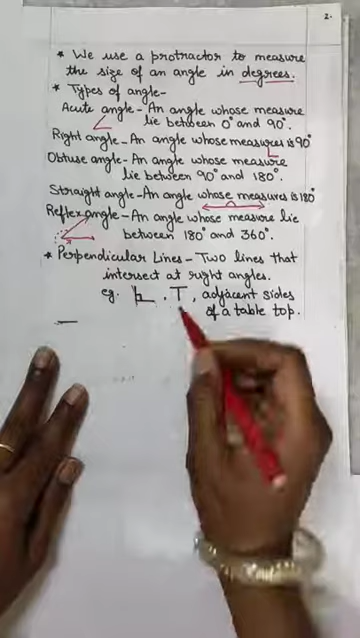 2.
* We use a protractor to measure
the size of an angle in degrees.
* Types of angle-
Acute angle - An angle whose measure
lie between 0° and 90°.
Right angle - An angle whose measures is 90°
Obtuse angle - An angle whose measure
lie between 90° and 180°.
Straight angle - An angle whose measures is 180°
Reflex angle - An angle whose measure lie
between 180° and 360°.
* Perpendicular Lines - Two lines that
intersect at right angles.
eg. , T, adjacent sides
of a table top.